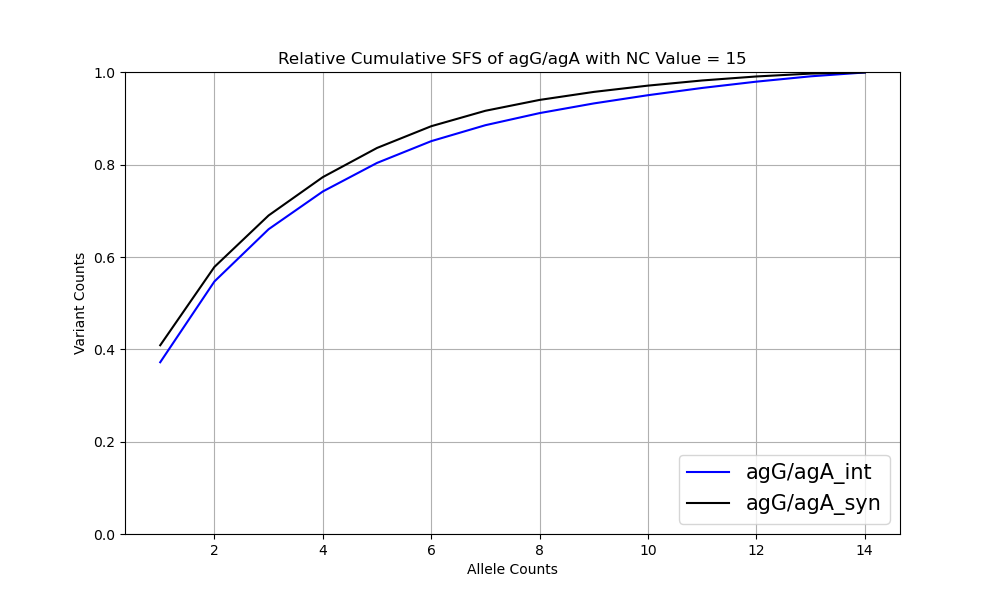 Relative Cumulative SFS of agG/agA with NC Value = 15
1.0
0.8
0.6
0.4
0.2
0.0
Variant Counts
agG/agA_int
agG/agA_syn
2 4 6 8 10 12 14
Allele Counts